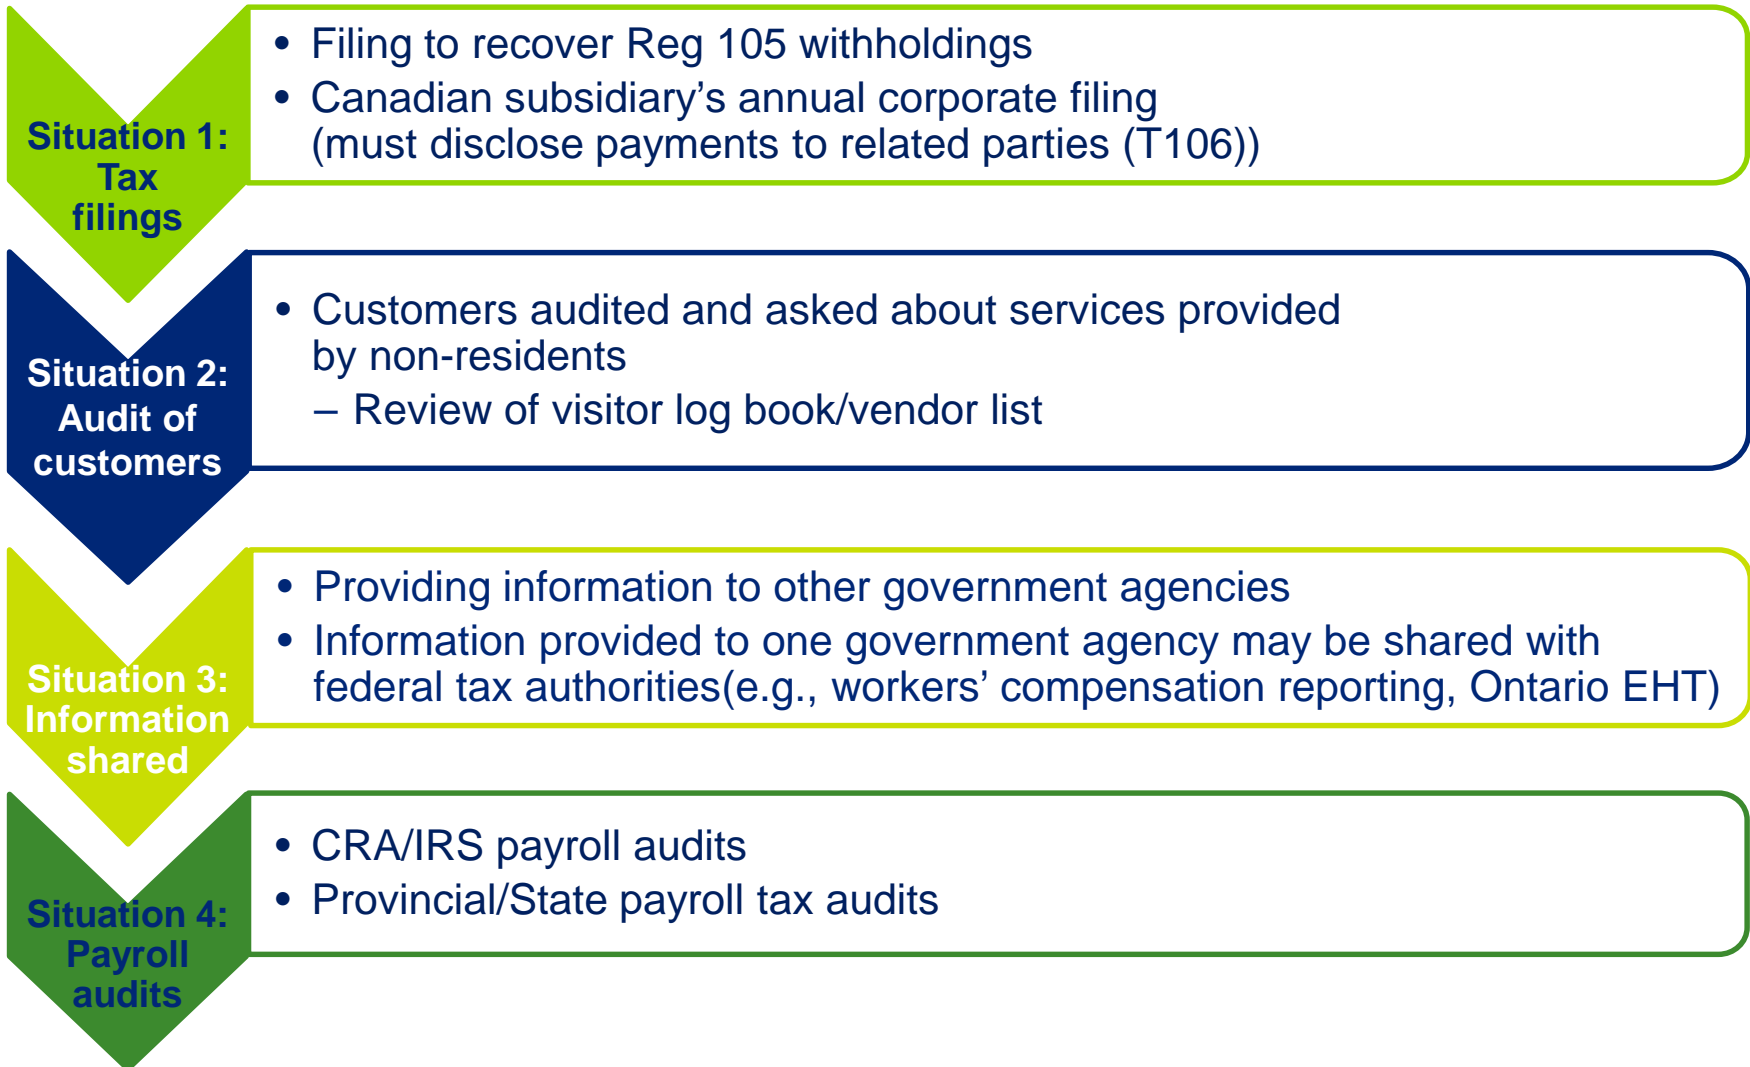 Situation 1:
Tax
filings
• Filing to recover Reg 105 withholdings
• Canadian subsidiary’s annual corporate filing
(must disclose payments to related parties (T106))
Situation 2:
Audit of
customers
• Customers audited and asked about services provided
by non-residents
– Review of visitor log book/vendor list
Situation 3:
Information
shared
• Providing information to other government agencies
• Information provided to one government agency may be shared with
federal tax authorities(e.g., workers’ compensation reporting, Ontario EHT)
Situation 4:
Payroll
audits
• CRA/IRS payroll audits
• Provincial/State payroll tax audits